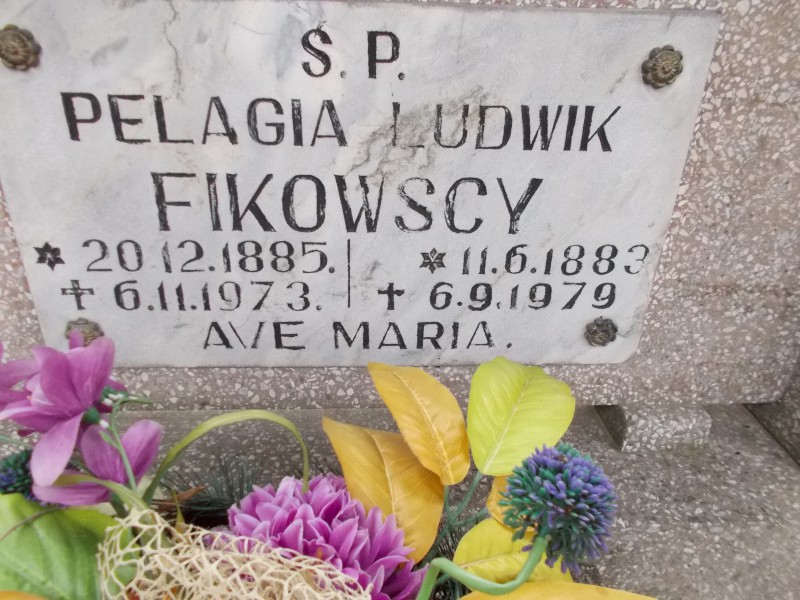 Ś. P.
PELAGIA LUDWIK
FIKOWSCY
20.12.1885. 11.6.1883
6.11.1973. 6.9.1979
AVE MARIA.